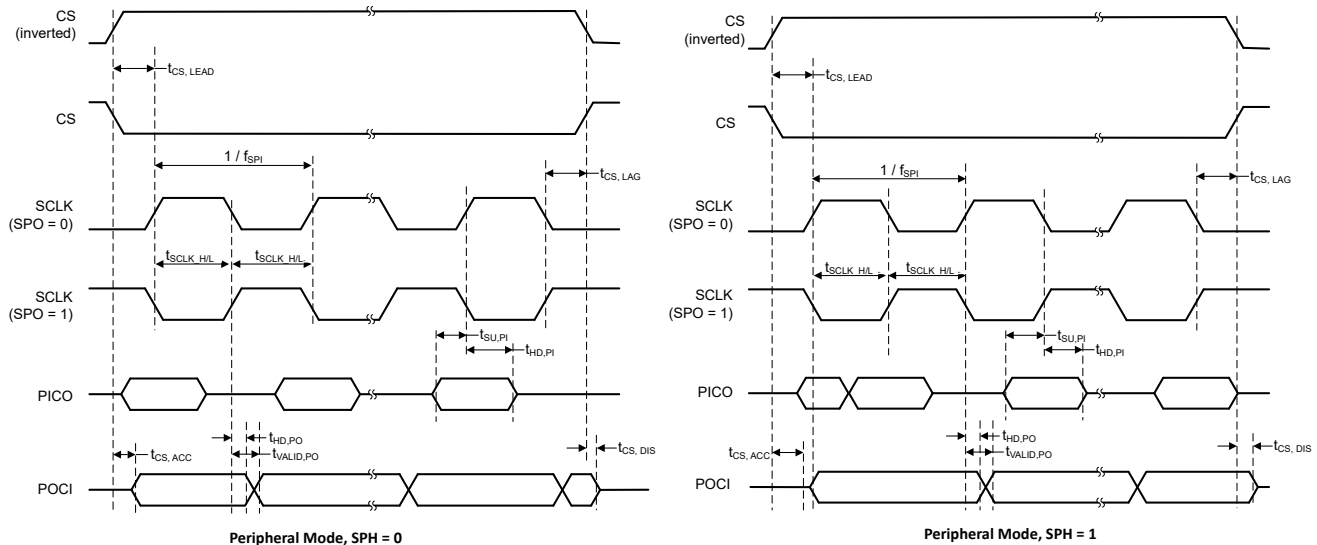 CS
(inverted)
t_CS, LEAD
CS
1 / f_SPI
t_CS, LAG
SCLK
(SPO = 0)
t_SCLK_H/L
t_SCLK_H/L
SCLK
(SPO = 1)
t_SU,PI
t_HD,PI
PICO
t_HD,PO
t_VALID,PO
t_CS, ACC
t_CS, DIS
POCI
Peripheral Mode, SPH = 0
CS
(inverted)
t_CS, LEAD
CS
1 / f_SPI
t_CS, LAG
SCLK
(SPO = 0)
t_SCLK_H/L
t_SCLK_H/L
SCLK
(SPO = 1)
t_SU,PI
t_HD,PI
PICO
t_HD,PO
t_VALID,PO
t_CS, ACC
t_CS, DIS
POCI
Peripheral Mode, SPH = 1